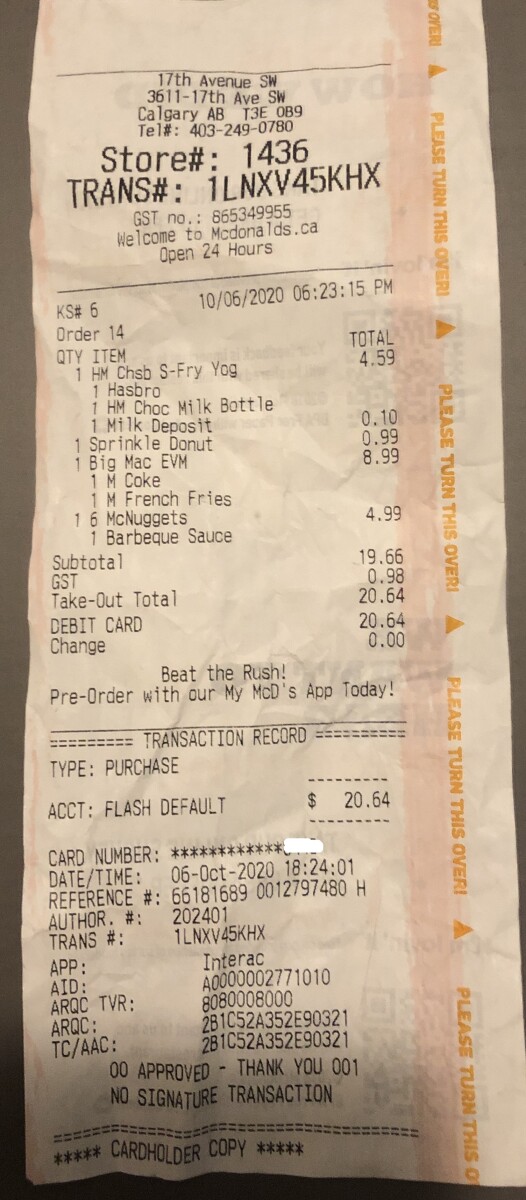 17th Avenue SW
3611-17th Ave SW
Calgary AB T3E 0B9
Tel#: 403-249-0780
Store#: 1436
TRANS#: 1LNXV45KHX
GST no.: 865349955
Welcome to Mcdonalds.ca
Open 24 Hours
KS# 6 10/06/2020 06:23:15 PM
Order 14
QTY ITEM TOTAL
1 HM Chsb S-Fry Yog 4.59
1 Hasbro
1 HM Choc Milk Bottle
1 Milk Deposit 0.10
1 Sprinkle Donut 0.99
1 Big Mac EVM 8.99
1 M Coke
1 M French Fries
1 6 McNuggets 4.99
1 Barbeque Sauce
Subtotal 19.66
GST 0.98
Take-Out Total 20.64
DEBIT CARD 20.64
Change 0.00
Beat the Rush!
Pre-Order with our My McD's App Today!
========= TRANSACTION RECORD ==========
TYPE: PURCHASE
---------
ACCT: FLASH DEFAULT $ 20.64
---------
CARD NUMBER: ************
DATE/TIME: 06-Oct-2020 18:24:01
REFERENCE #: 66181689 0012797480 H
AUTHOR. #: 202401
TRANS #: 1LNXV45KHX
APP: Interac
AID: A0000002771010
ARQC TVR: 8080008000
ARQC: 2B1C52A352E90321
TC/AAC: 2B1C52A352E90321
00 APPROVED - THANK YOU 001
NO SIGNATURE TRANSACTION
========================================
***** CARDHOLDER COPY *****
OVER!
PLEASE TURN THIS OVER!
PLEASE TURN THIS OVER!
PLEASE TURN THIS OVER!
PLEASE TURN THIS O